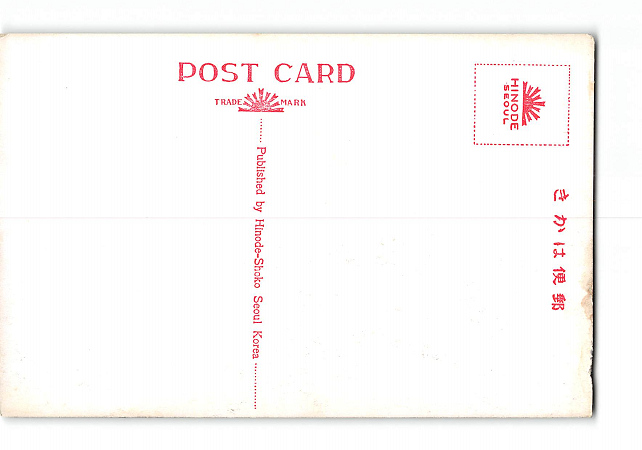 POST CARD
TRADE MARK
HINODE
SEOUL
Published by Hinode-Shoko Seoul Korea
きかは便郵